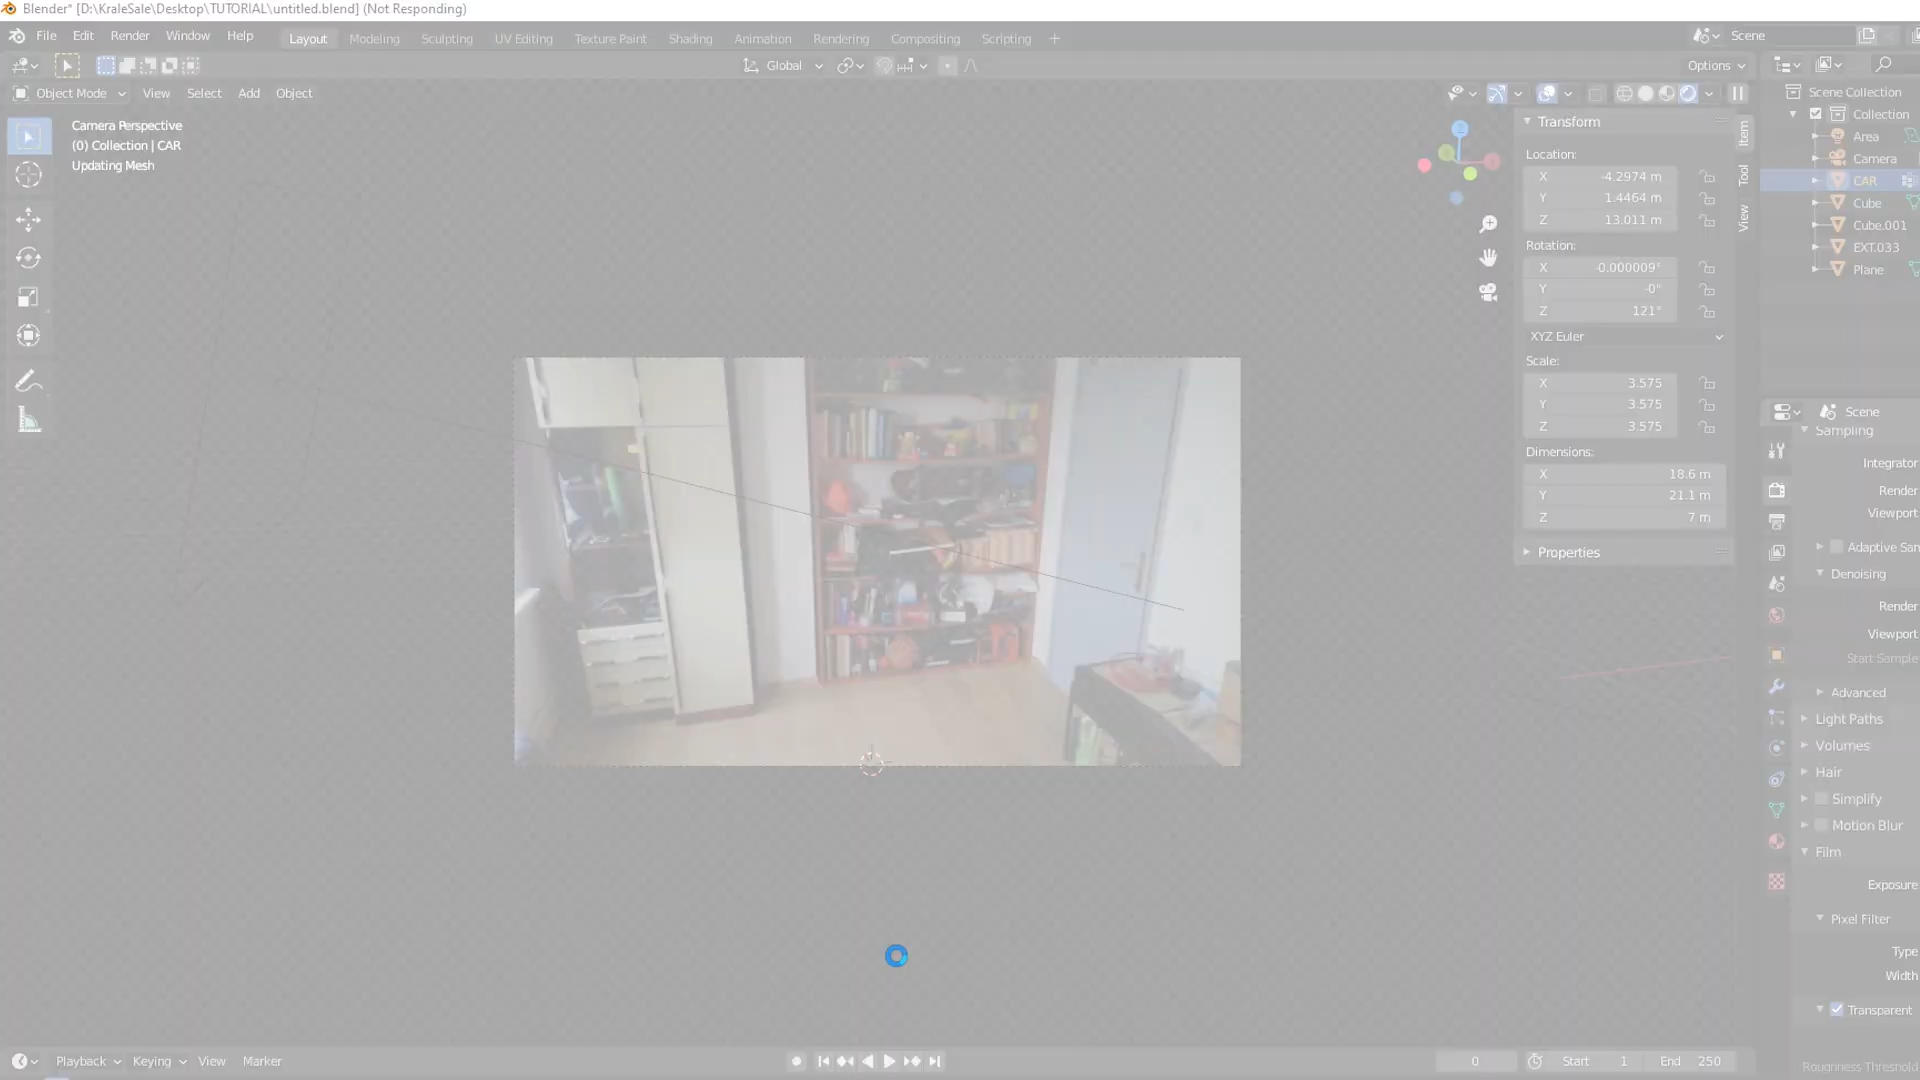 Blender* [D:\KraleSale\Desktop\TUTORIAL\untitled.blend] (Not Responding)
File Edit Render Window Help Layout Modeling Sculpting UV Editing Texture Paint Shading Animation Rendering Compositing Scripting + Scene
Global Options
Object Mode View Select Add Object
Camera Perspective
(0) Collection | CAR
Updating Mesh
Transform
Location:
X -4.2974 m
Y 1.4464 m
Z 13.011 m
Rotation:
X -0.000009°
Y -0°
Z 121°
XYZ Euler
Scale:
X 3.575
Y 3.575
Z 3.575
Dimensions:
X 18.6 m
Y 21.1 m
Z 7 m
Properties
Item
Tool
View
Scene Collection
Collection
Area
Camera
CAR
Cube
Cube.001
EXT.033
Plane
Scene
Sampling
Integrator
Render
Viewport
Adaptive San
Denoising
Render
Viewport
Start Sample
Advanced
Light Paths
Volumes
Hair
Simplify
Motion Blur
Film
Exposure
Pixel Filter
Type
Width
Transparent
Roughness Threshold
Playback Keying View Marker 0 Start 1 End 250